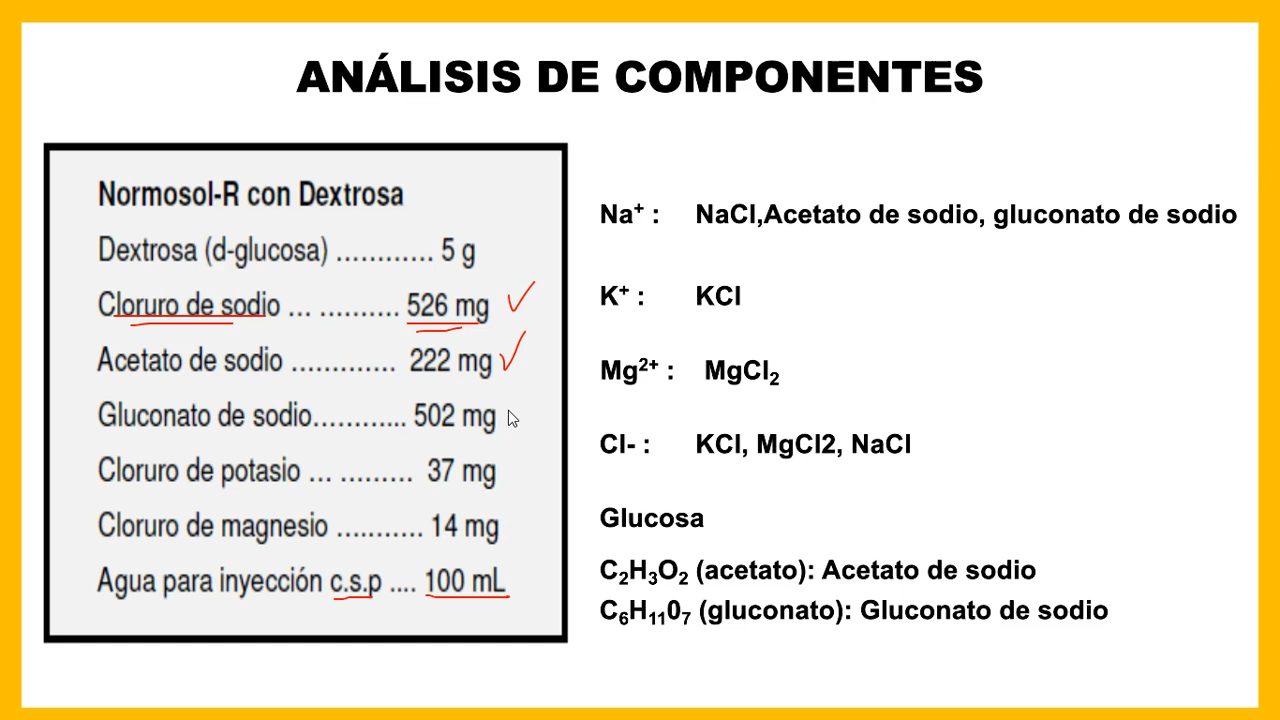 ANÁLISIS DE COMPONENTES
Normosol-R con Dextrosa
Dextrosa (d-glucosa) ............ 5 g
Cloruro de sodio ... .......... 526 mg
Acetato de sodio ............. 222 mg
Gluconato de sodio............ 502 mg
Cloruro de potasio ... ......... 37 mg
Cloruro de magnesio ........... 14 mg
Agua para inyección c.s.p .... 100 mL
Na⁺ : NaCl,Acetato de sodio, gluconato de sodio
K⁺ : KCl
Mg²⁺ : MgCl₂
Cl- : KCl, MgCl2, NaCl
Glucosa
C₂H₃O₂ (acetato): Acetato de sodio
C₆H₁₁0₇ (gluconato): Gluconato de sodio